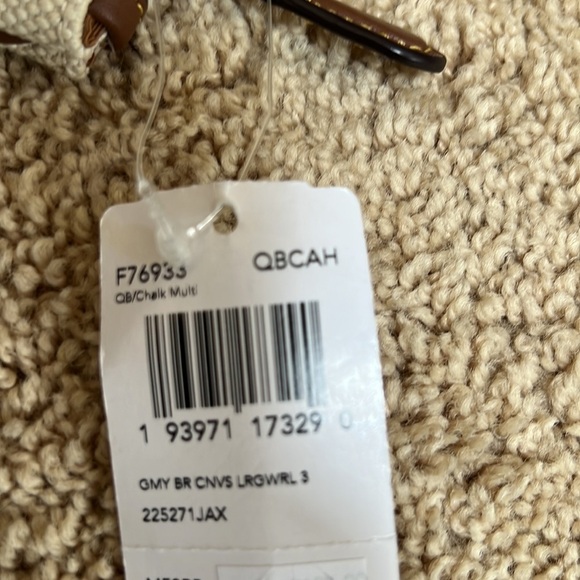 F76933 QBCAH
QB/Chalk Multi
1 93971 17329 0
GMY BR CNVS LRGWRL 3
225271JAX